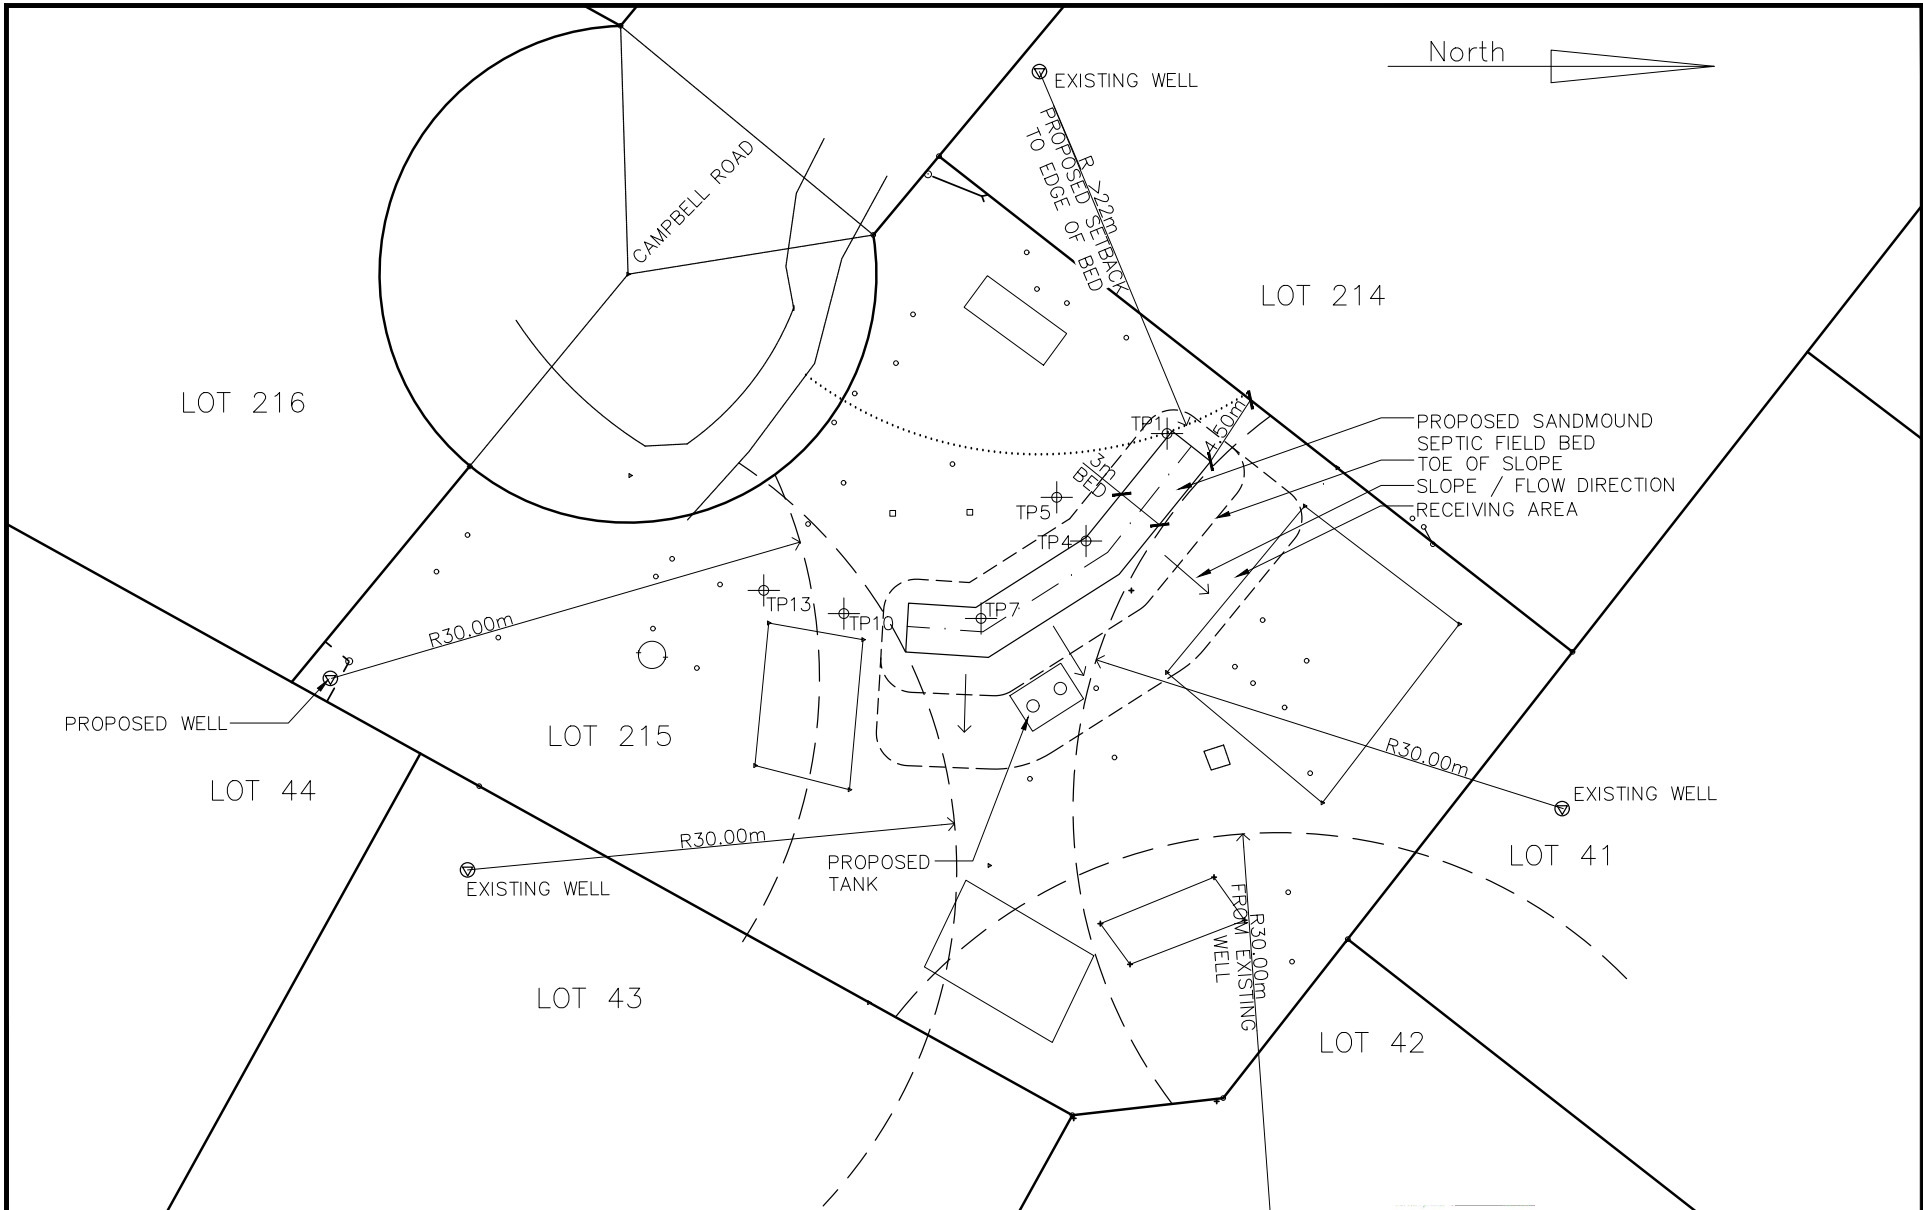 North
EXISTING WELL
R >22m
PROPOSED SETBACK
TO EDGE OF BED
CAMPBELL ROAD
LOT 214
LOT 216
TP1
4.50m
PROPOSED SANDMOUND
SEPTIC FIELD BED
TOE OF SLOPE
SLOPE / FLOW DIRECTION
RECEIVING AREA
3m
BED
TP5
TP4
TP13
TP10
TP7
R30.00m
PROPOSED WELL
LOT 215
LOT 44
R30.00m
EXISTING WELL
R30.00m
EXISTING WELL
PROPOSED
TANK
LOT 41
R30.00m
FROM EXISTING
WELL
LOT 43
LOT 42